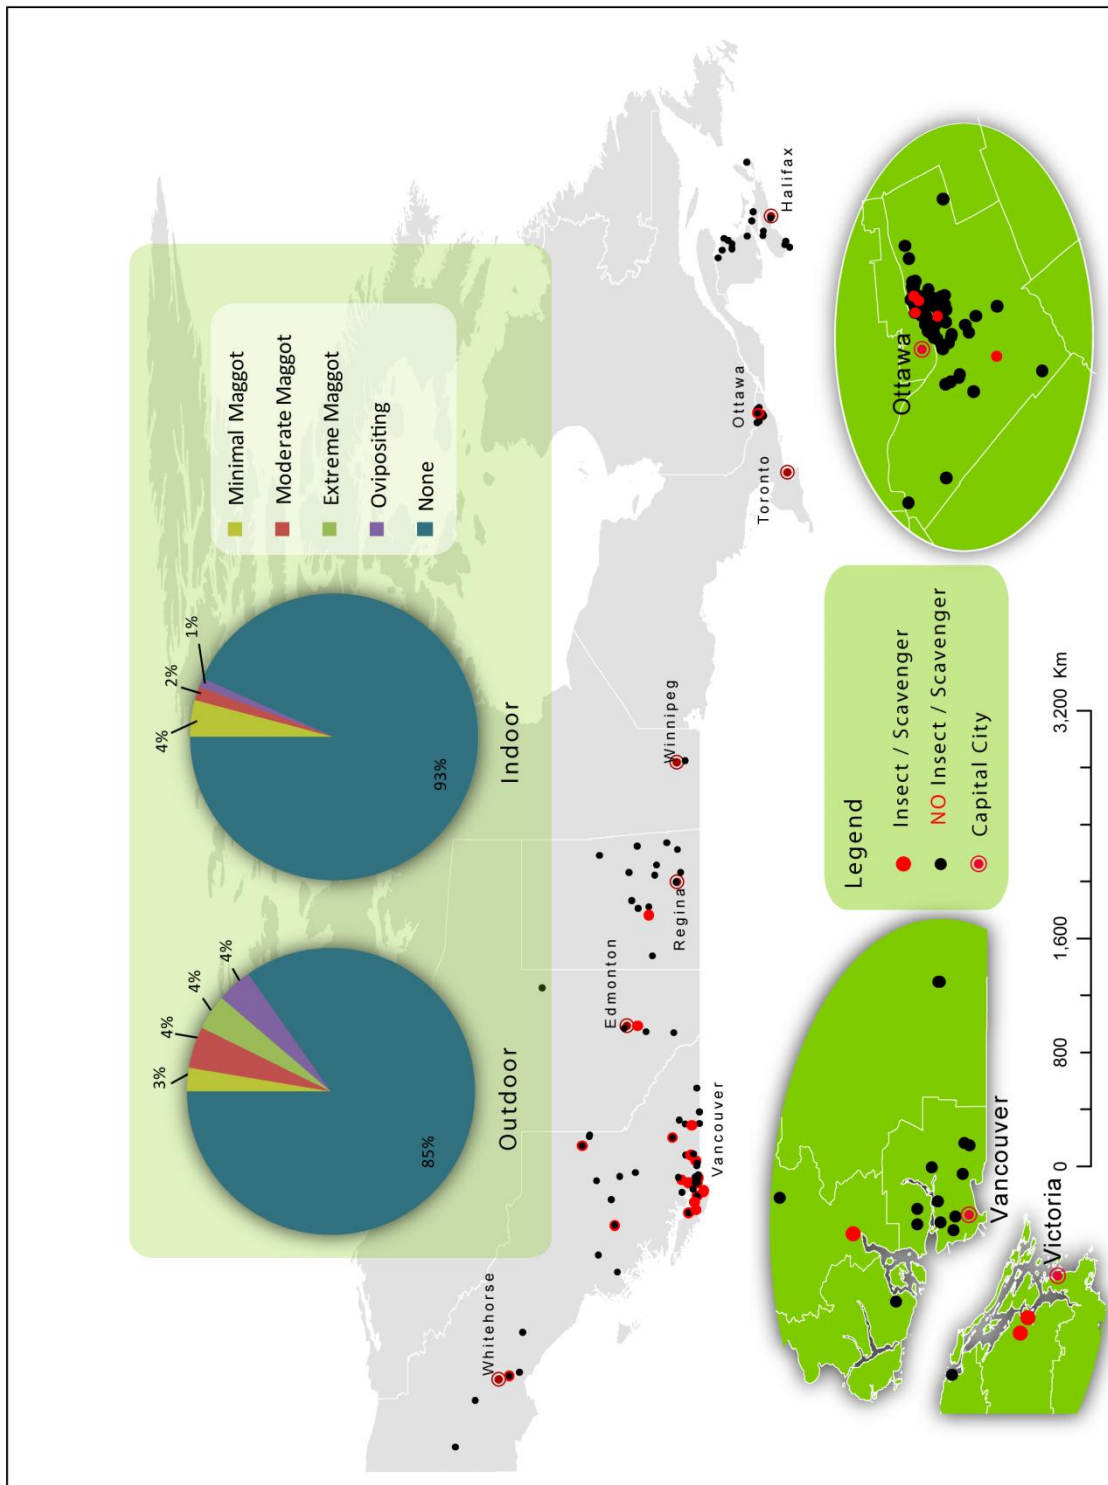 3%
4%
4%
4%
85%
Outdoor
4%
2%
1%
93%
Indoor
Minimal Maggot
Moderate Maggot
Extreme Maggot
Ovipositing
None
Whitehorse
Edmonton
Vancouver
Regina
Winnipeg
Toronto
Ottawa
Halifax
Vancouver
Victoria
Legend
Insect / Scavenger
NO Insect / Scavenger
Capital City
0 800 1,600 3,200 Km
Ottawa